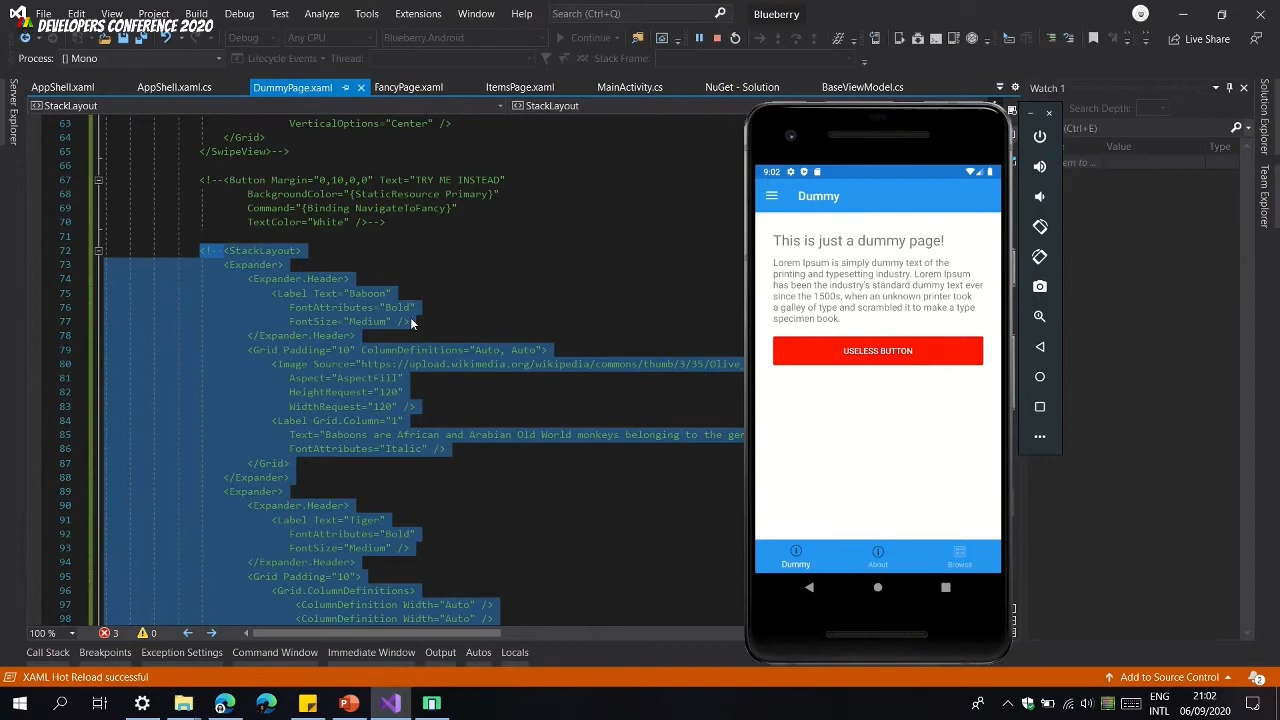 File
DEVELOPERS CONFERENCE 2020
Debug Test Analyze Tools Extensions Window Help Search (Ctrl+Q) Blueberry
Debug Any CPU Blueberry.Android Continue Live Share
Process: [] Mono Lifecycle Events Thread: Stack Frame:
AppShell.xaml AppShell.xaml.cs DummyPage.xaml FancyPage.xaml ItemsPage.xaml MainActivity.cs NuGet - Solution BaseViewModel.cs Watch 1
StackLayout StackLayout
Server Explorer
Search Depth:
(Ctrl+E)
Value Type
63 VerticalOptions="Center" />
64 </Grid>
65 </SwipeView>-->
66
67 <!--<Button Margin="0,10,0,0" Text="TRY ME INSTEAD"
68 BackgroundColor="{StaticResource Primary}"
69 Command="{Binding NavigateToFancy}"
70 TextColor="White" />-->
71
72 <!--<StackLayout>
73 <Expander>
74 <Expander.Header>
75 <Label Text="Baboon"
76 FontAttributes="Bold"
77 FontSize="Medium" />
78 </Expander.Header>
79 <Grid Padding="10" ColumnDefinitions="Auto, Auto">
80 <Image Source="https://upload.wikimedia.org/wikipedia/commons/thumb/3/35/Olive_
81 Aspect="AspectFill"
82 HeightRequest="120"
83 WidthRequest="120" />
84 <Label Grid.Column="1"
85 Text="Baboons are African and Arabian Old World monkeys belonging to the gen
86 FontAttributes="Italic" />
87 </Grid>
88 </Expander>
89 <Expander>
90 <Expander.Header>
91 <Label Text="Tiger"
92 FontAttributes="Bold"
93 FontSize="Medium" />
94 </Expander.Header>
95 <Grid Padding="10">
96 <Grid.ColumnDefinitions>
97 <ColumnDefinition Width="Auto" />
98 <ColumnDefinition Width="Auto" />
9:02
Dummy
This is just a dummy page!
Lorem Ipsum is simply dummy text of the
printing and typesetting industry. Lorem Ipsum
has been the industry's standard dummy text ever
since the 1500s, when an unknown printer took
a galley of type and scrambled it to make a type
specimen book.
USELESS BUTTON
Dummy About Browse
100 % 3 0
Call Stack Breakpoints Exception Settings Command Window Immediate Window Output Autos Locals
XAML Hot Reload successful Add to Source Control 2
ENG
INTL
21:02
06/09/2020